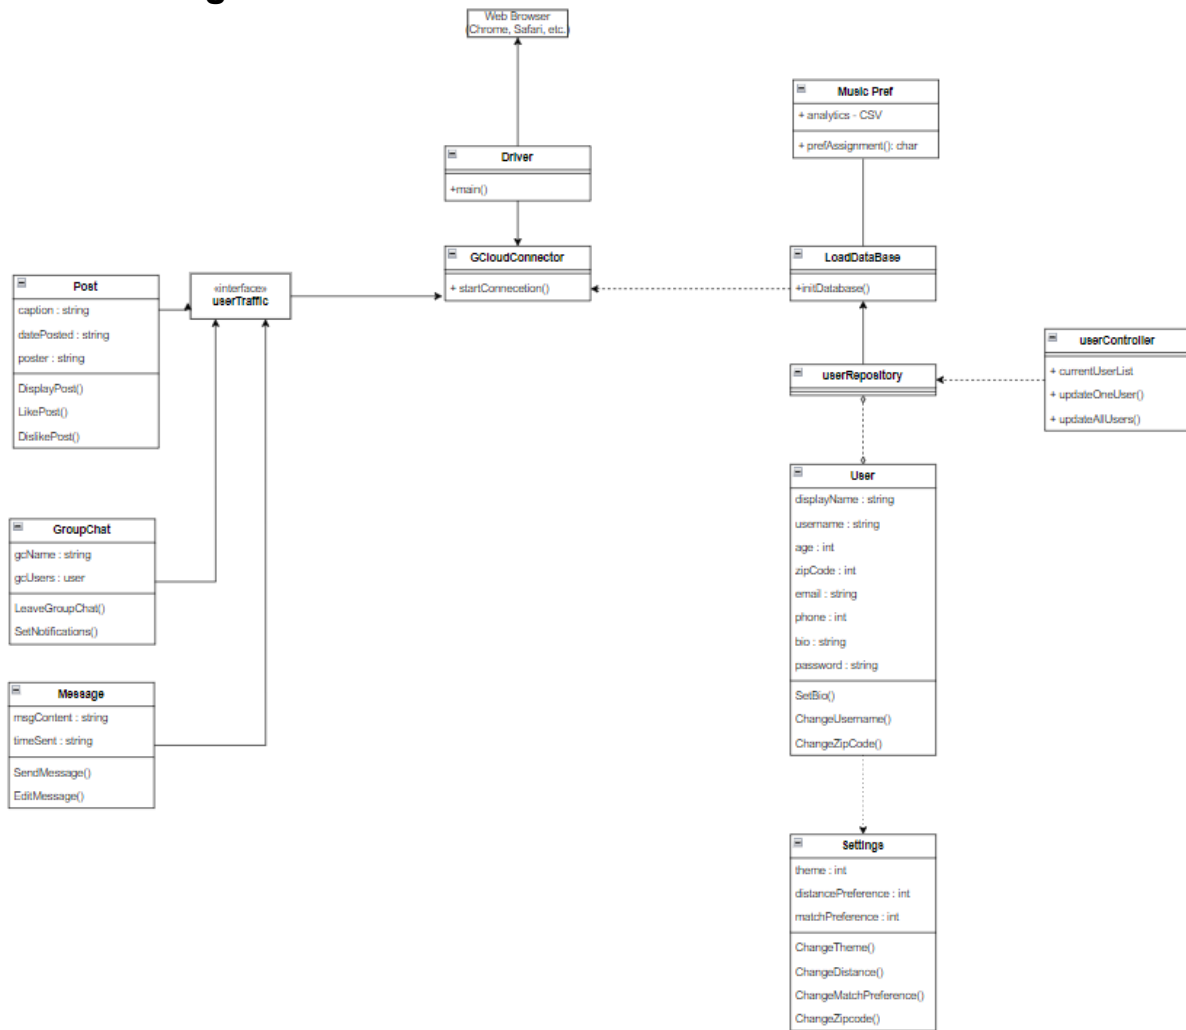 Web Browser
(Chrome, Safari, etc.)
Music Pref
+ analytics - CSV
+ prefAssignment(): char
Driver
+main()
GCloudConnector
+ startConnecetion()
LoadDataBase
+initDatabase()
«interface»
userTraffic
Post
caption : string
datePosted : string
poster : string
DisplayPost()
LikePost()
DislikePost()
userController
+ currentUserList
+ updateOneUser()
+ updateAllUsers()
userRepository
User
displayName : string
username : string
age : int
zipCode : int
email : string
phone : int
bio : string
password : string
SetBio()
ChangeUsername()
ChangeZipCode()
GroupChat
gcName : string
gcUsers : user
LeaveGroupChat()
SetNotifications()
Message
msgContent : string
timeSent : string
SendMessage()
EditMessage()
Settings
theme : int
distancePreference : int
matchPreference : int
ChangeTheme()
ChangeDistance()
ChangeMatchPreference()
ChangeZipcode()